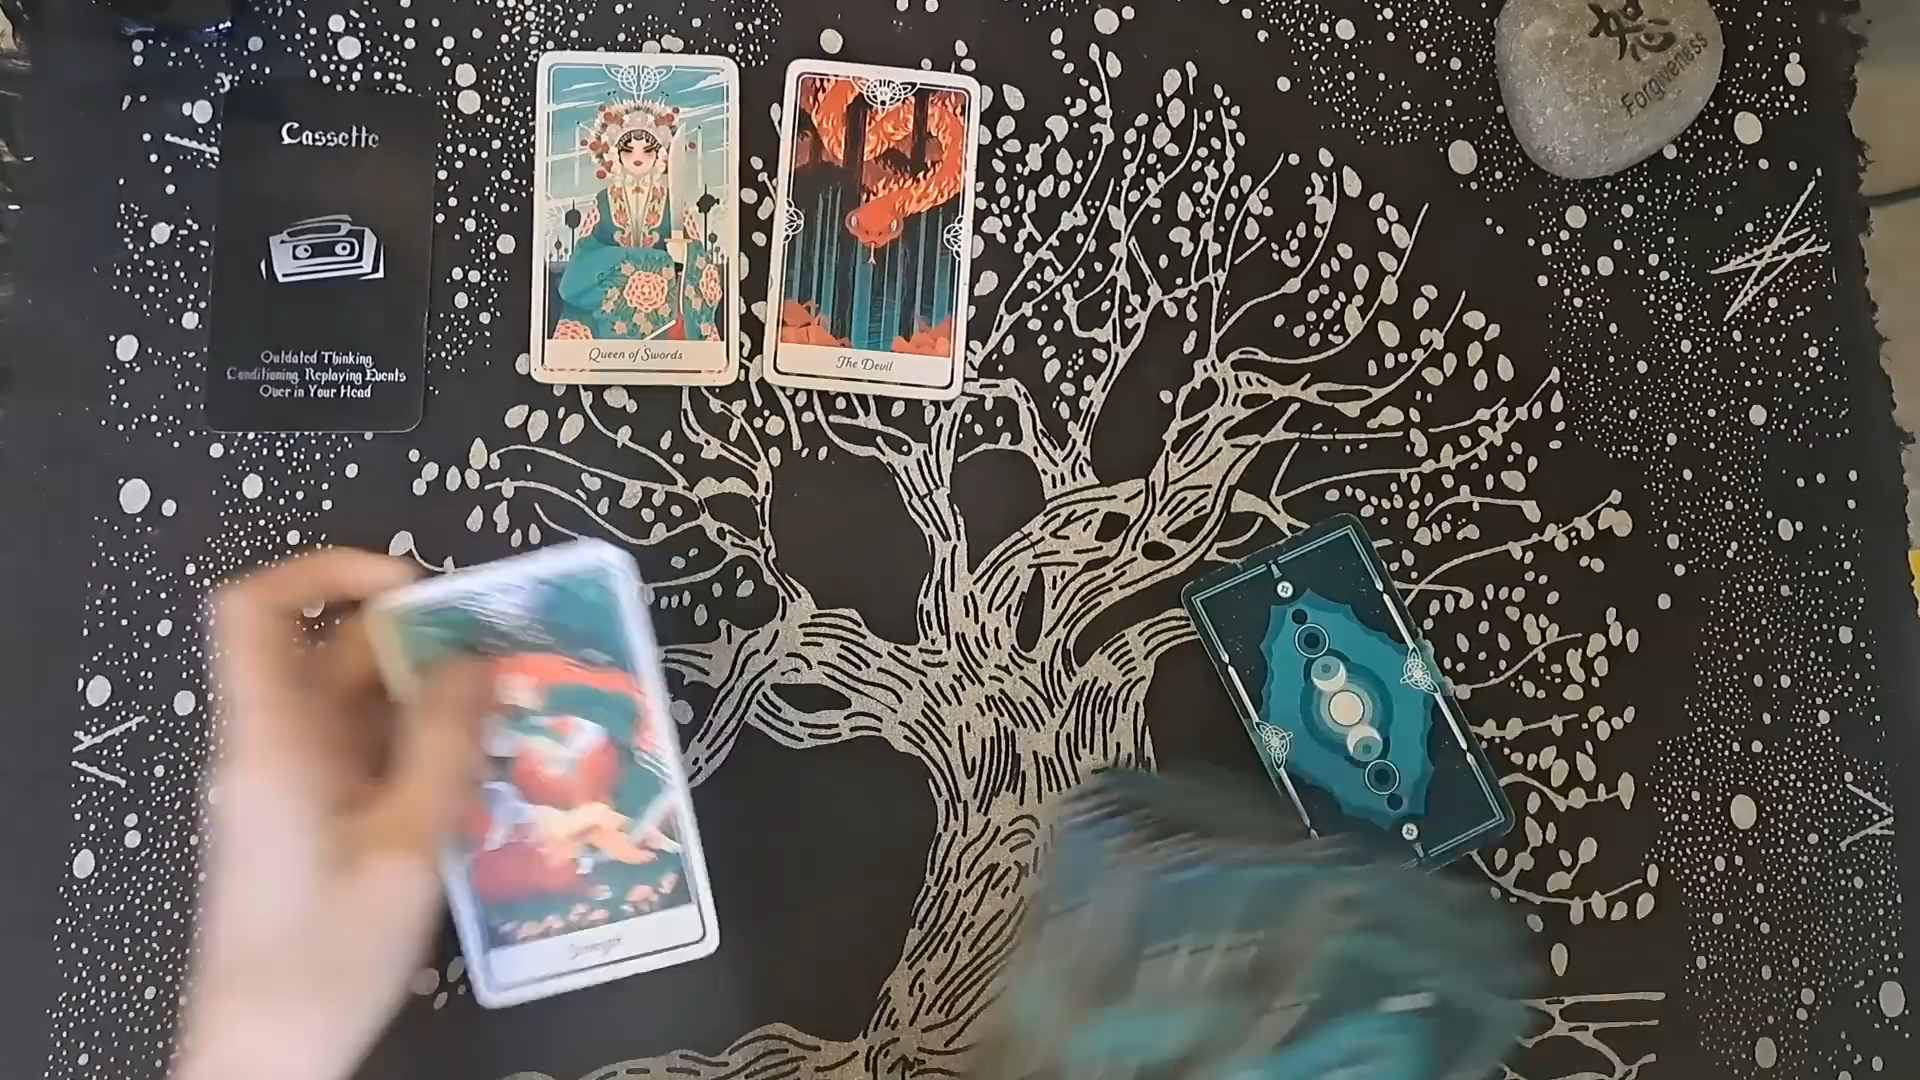 Cassette
Outdated Thinking,
Conditioning, Replaying Events
Over in Your Head
Queen of Swords
The Devil
恕
Forgiveness